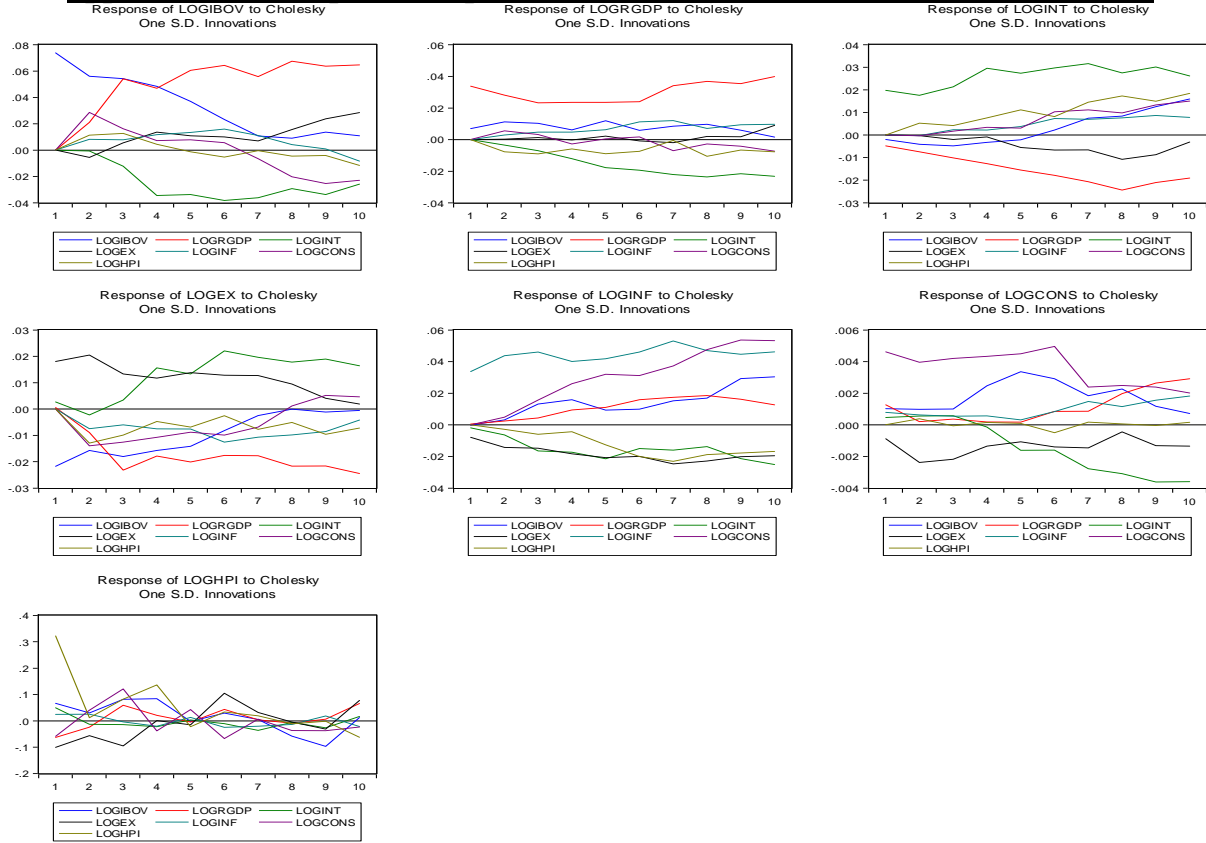 Response of LOGIBOV to Cholesky
One S.D. Innovations
.08
.06
.04
.02
.00
-.02
-.04
1 2 3 4 5 6 7 8 9 10
LOGIBOV LOGRGDP LOGINT
LOGEX LOGINF LOGCONS
LOGHPI
Response of LOGRGDP to Cholesky
One S.D. Innovations
.06
.04
.02
.00
-.02
-.04
1 2 3 4 5 6 7 8 9 10
LOGIBOV LOGRGDP LOGINT
LOGEX LOGINF LOGCONS
LOGHPI
Response of LOGINT to Cholesky
One S.D. Innovations
.04
.03
.02
.01
.00
-.01
-.02
-.03
1 2 3 4 5 6 7 8 9 10
LOGIBOV LOGRGDP LOGINT
LOGEX LOGINF LOGCONS
LOGHPI
Response of LOGEX to Cholesky
One S.D. Innovations
.03
.02
.01
.00
-.01
-.02
-.03
1 2 3 4 5 6 7 8 9 10
LOGIBOV LOGRGDP LOGINT
LOGEX LOGINF LOGCONS
LOGHPI
Response of LOGINF to Cholesky
One S.D. Innovations
.06
.04
.02
.00
-.02
-.04
1 2 3 4 5 6 7 8 9 10
LOGIBOV LOGRGDP LOGINT
LOGEX LOGINF LOGCONS
LOGHPI
Response of LOGCONS to Cholesky
One S.D. Innovations
.006
.004
.002
.000
-.002
-.004
1 2 3 4 5 6 7 8 9 10
LOGIBOV LOGRGDP LOGINT
LOGEX LOGINF LOGCONS
LOGHPI
Response of LOGHPI to Cholesky
One S.D. Innovations
.4
.3
.2
.1
.0
-.1
-.2
1 2 3 4 5 6 7 8 9 10
LOGIBOV LOGRGDP LOGINT
LOGEX LOGINF LOGCONS
LOGHPI